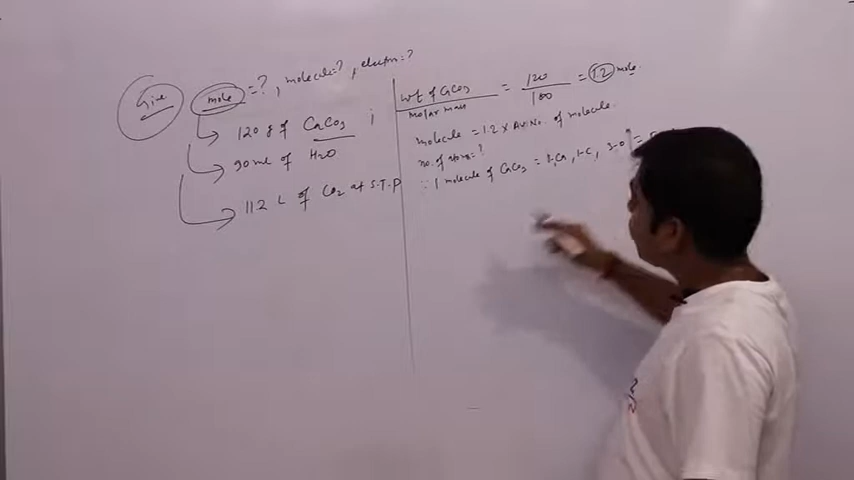 Give mole = ?, molecule = ?, electron = ?
120 g of CaCO3 ;
90 ml of H2O
112 L of CO2 at S.T.P
wt of CaCO3 / molar mass = 120 / 100 = 1.2 mole
molecule = 1.2 x Av. No. of molecule.
no. of atoms = ?
∵ 1 molecule of CaCO3 = 1-Ca, 1-C, 3-O =